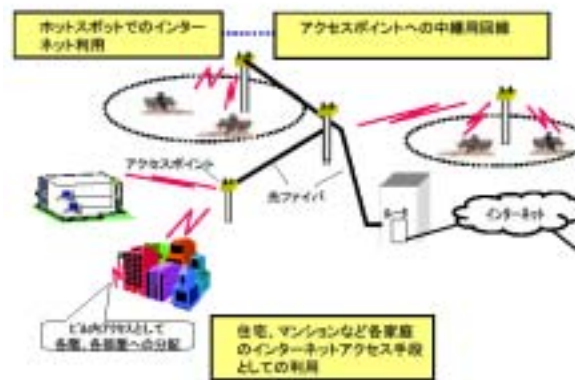 ホットスポットでのインター
ネット利用
アクセスポイントへの中継用回線
アクセスポイント
光ファイバ
ルータ
インターネット
ビル内アクセスとして
各階、各部屋への分配
住宅、マンションなど各家庭
のインターネットアクセス手段
としての利用